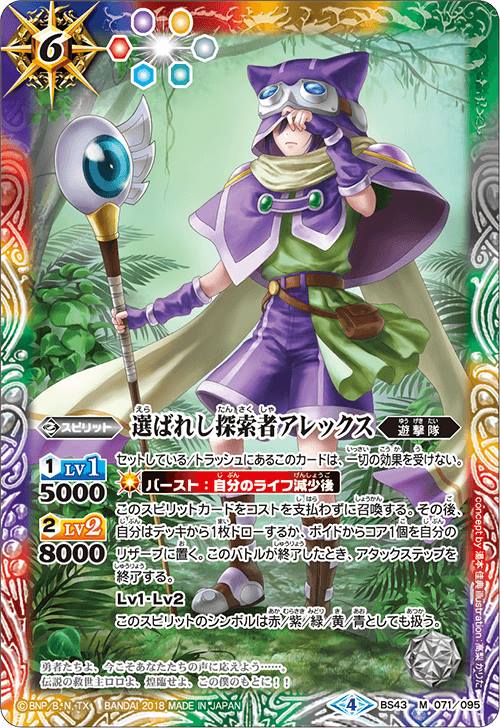 6
スピリット 選ばれし探索者アレックス 遊撃隊
セットしている/トラッシュにあるこのカードは、一切の効果を受けない。
1 LV1 5000
バースト:自分のライフ減少後
このスピリットカードをコストを支払わずに召喚する。その後、
2 LV2 8000
自分はデッキから1枚ドローするか、ボイドからコア1個を自分の
リザーブに置く。このバトルが終了したとき、アタックステップを
終了する。
Lv1・Lv2
このスピリットのシンボルは赤/紫/緑/黄/青としても扱う。
勇者たちよ、今こそあなたたちの声に応えよう……。
伝説の救世主ロロよ、煌臨せよ、この僕のもとに!!
©BNP, B・N, TX BANDAI 2018 MADE IN JAPAN
4 BS43 M 071/095
concept by 湯本佳典 illustration:高梨かりた